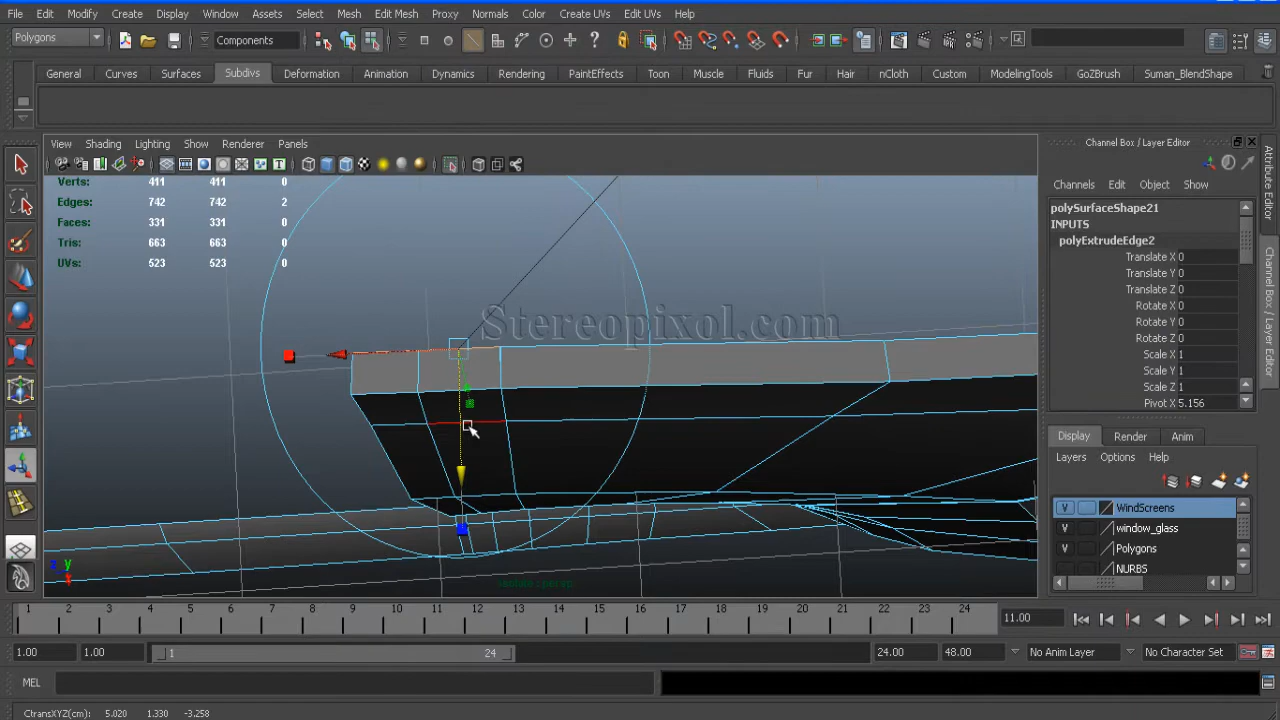 File Edit Modify Create Display Window Assets Select Mesh Edit Mesh Proxy Normals Color Create UVs Edit UVs Help
Polygons Components
General Curves Surfaces Subdivs Deformation Animation Dynamics Rendering PaintEffects Toon Muscle Fluids Fur Hair nCloth Custom ModelingTools GoZBrush Suman_BlendShape
View Shading Lighting Show Renderer Panels
Verts: 411 411 0
Edges: 742 742 2
Faces: 331 331 0
Tris: 663 663 0
UVs: 523 523 0
Stereopixol.com
Channel Box / Layer Editor
Channels Edit Object Show
polySurfaceShape21
INPUTS
polyExtrudeEdge2
Translate X 0
Translate Y 0
Translate Z 0
Rotate X 0
Rotate Y 0
Rotate Z 0
Scale X 1
Scale Y 1
Scale Z 1
Pivot X 5.156
Display Render Anim
Layers Options Help
V WindScreens
V window_glass
V Polygons
NURBS
Attribute Editor
Channel Box / Layer Editor
z y
x
1 2 3 4 5 6 7 8 9 10 11 12 13 14 15 16 17 18 19 20 21 22 23 24 11.00
1.00 1.00 1 24 24.00 48.00 No Anim Layer No Character Set
MEL
CtransXYZ(cm): 5.020 1.330 -3.258